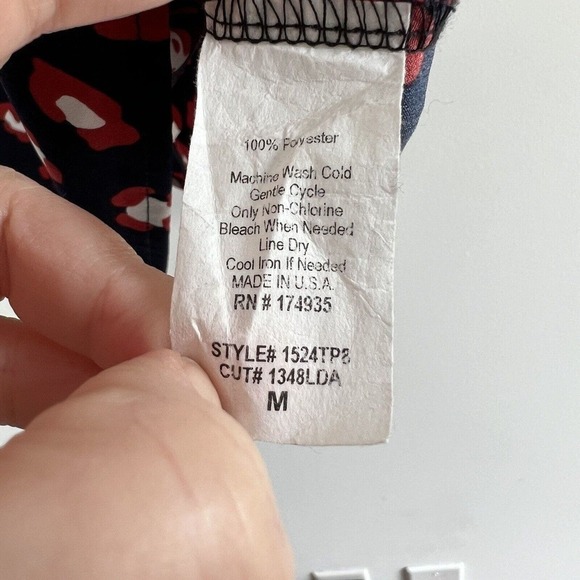 100% Polyester
Machine Wash Cold
Gentle Cycle
Only Non-Chlorine
Bleach When Needed
Line Dry
Cool Iron If Needed
MADE IN U.S.A.
RN # 174935
STYLE# 1524TP8
CUT# 1348LDA
M